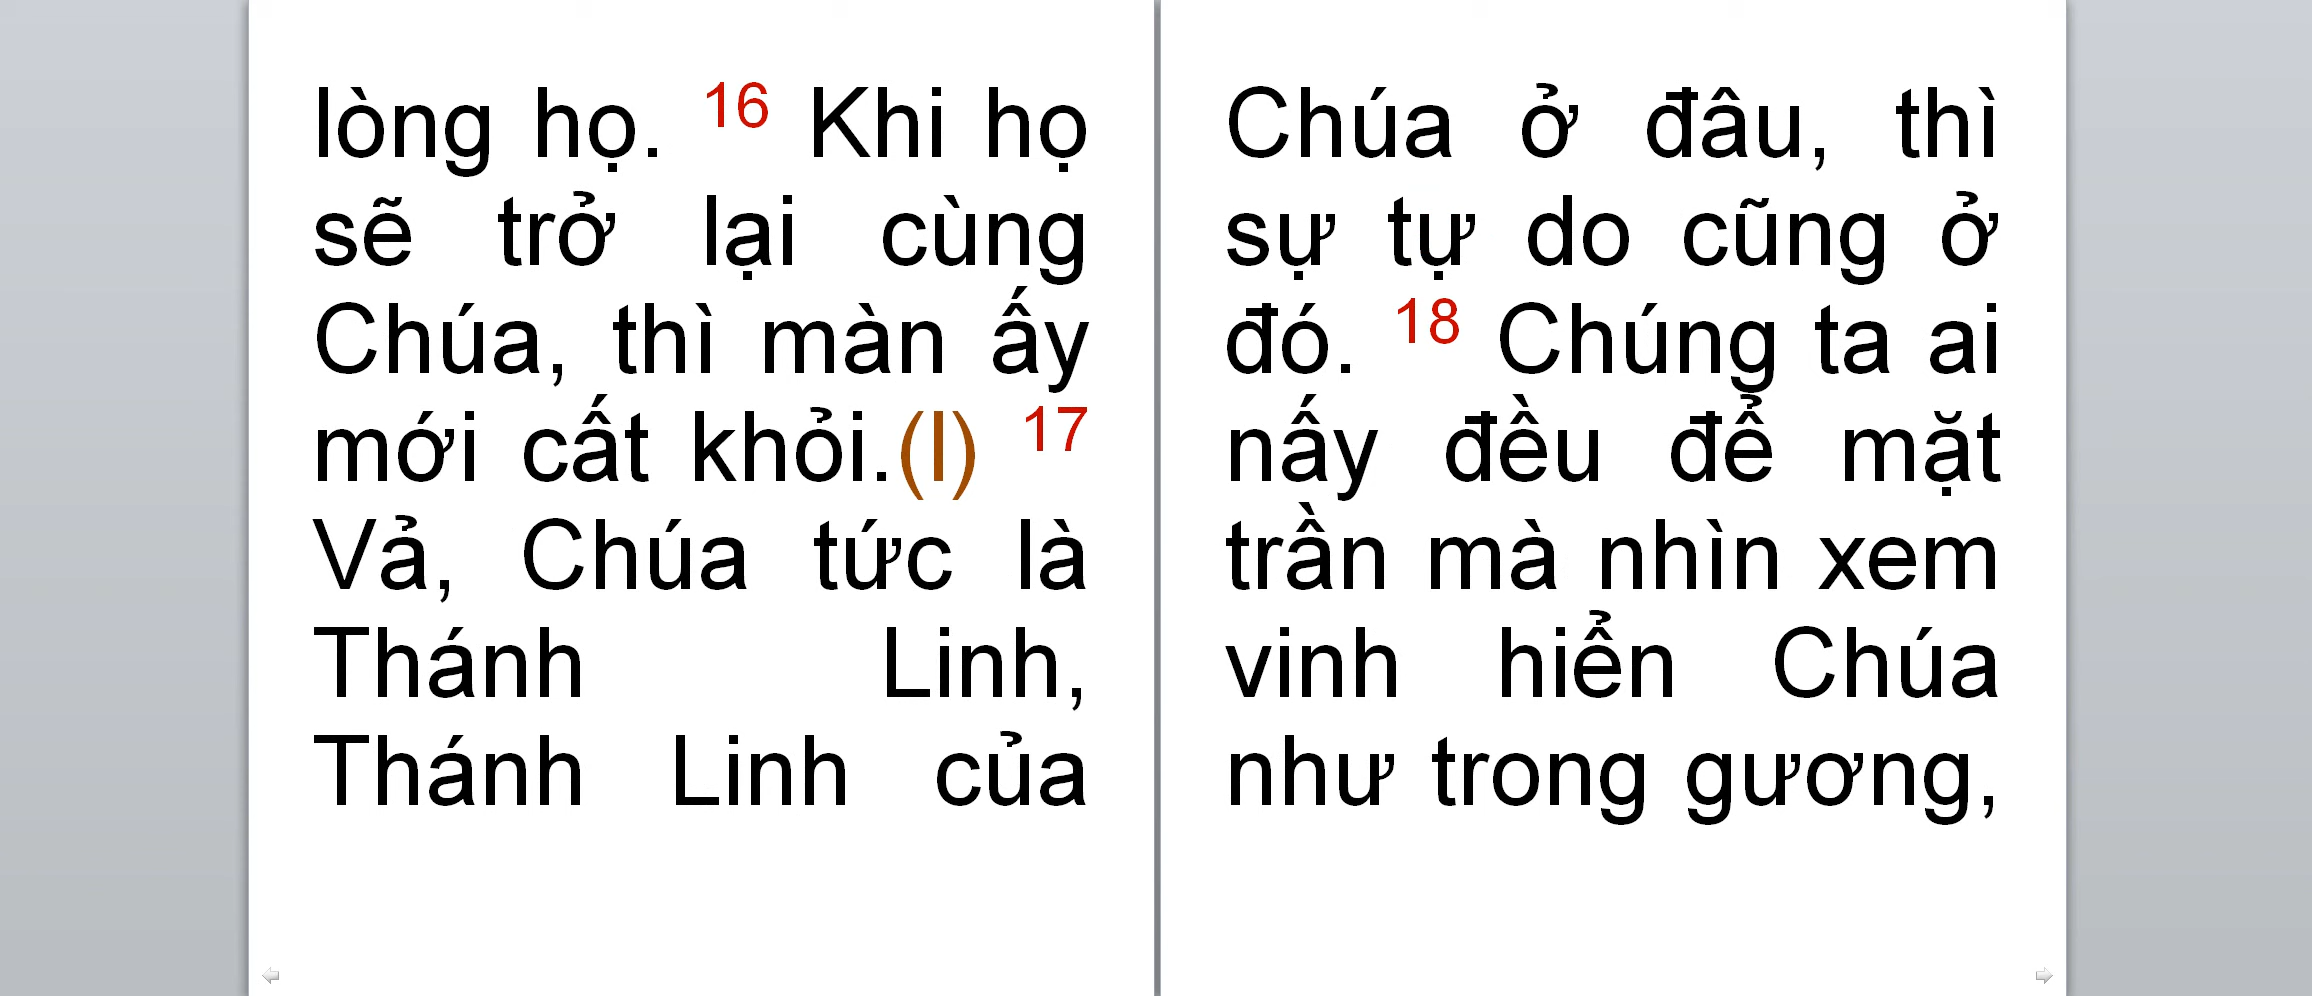 lòng họ. 16 Khi họ
sẽ trở lại cùng
Chúa, thì màn ấy
mới cất khỏi.(l) 17
Vả, Chúa tức là
Thánh Linh,
Thánh Linh của
Chúa ở đâu, thì
sự tự do cũng ở
đó. 18 Chúng ta ai
nấy đều để mặt
trần mà nhìn xem
vinh hiển Chúa
như trong gương,